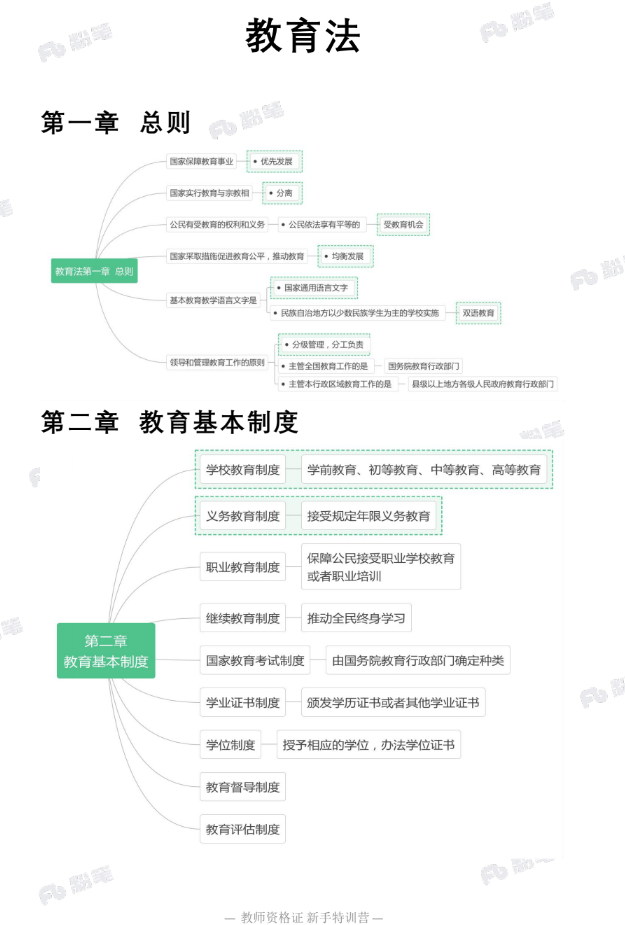 教育法
第一章 总则
教育法第一章 总则
国家保障教育事业
• 优先发展
国家实行教育与宗教相
• 分离
公民有受教育的权利和义务
• 公民依法享有平等的
受教育机会
国家采取措施促进教育公平，推动教育
• 均衡发展
基本教育教学语言文字是
• 国家通用语言文字
• 民族自治地方以少数民族学生为主的学校实施
双语教育
领导和管理教育工作的原则
• 分级管理，分工负责
• 主管全国教育工作的是
国务院教育行政部门
• 主管本行政区域教育工作的是
县级以上地方各级人民政府教育行政部门
第二章 教育基本制度
第二章
教育基本制度
学校教育制度
学前教育、初等教育、中等教育、高等教育
义务教育制度
接受规定年限义务教育
职业教育制度
保障公民接受职业学校教育
或者职业培训
继续教育制度
推动全民终身学习
国家教育考试制度
由国务院教育行政部门确定种类
学业证书制度
颁发学历证书或者其他学业证书
学位制度
授予相应的学位，办法学位证书
教育督导制度
教育评估制度
— 教师资格证 新手特训营 —
粉笔
粉笔
粉笔
粉笔
粉笔
粉笔
粉笔
粉笔